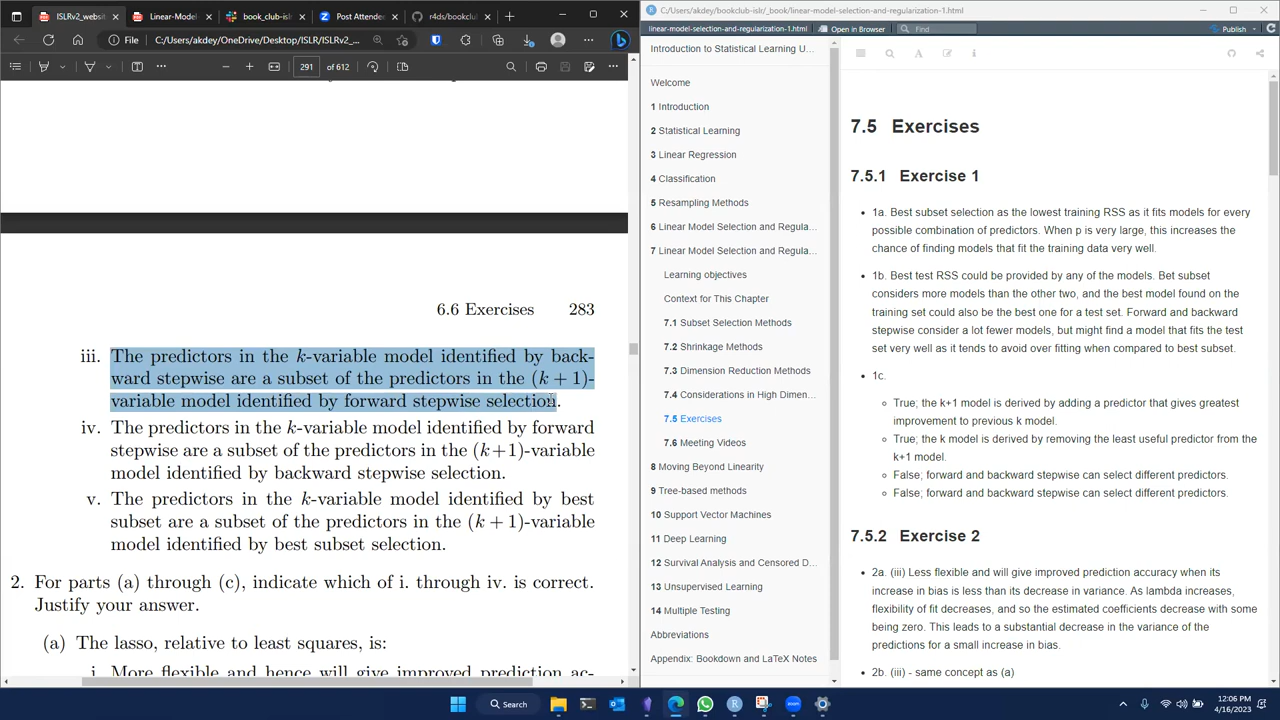 ISLRv2_websit
Linear-Model-
book_club-isl
Post Attendee
r4ds/bookclu
Drive/Defog/ISLR/ISLRv2_...
291 of 612
6.6 Exercises 283
iii. The predictors in the k-variable model identified by back-
ward stepwise are a subset of the predictors in the (k + 1)-
variable model identified by forward stepwise selection.
iv. The predictors in the k-variable model identified by forward
stepwise are a subset of the predictors in the (k+1)-variable
model identified by backward stepwise selection.
v. The predictors in the k-variable model identified by best
subset are a subset of the predictors in the (k + 1)-variable
model identified by best subset selection.
2. For parts (a) through (c), indicate which of i. through iv. is correct.
Justify your answer.
(a) The lasso, relative to least squares, is:
i. More flexible and hence will give improved prediction ac-
C:/Users/akdey/bookclub-islr/_book/linear-model-selection-and-regularization-1.html
linear-model-selection-and-regularization-1.html
Open in Browser
Find
Publish
Introduction to Statistical Learning U...
Welcome
1 Introduction
2 Statistical Learning
3 Linear Regression
4 Classification
5 Resampling Methods
6 Linear Model Selection and Regula...
7 Linear Model Selection and Regula...
Learning objectives
Context for This Chapter
7.1 Subset Selection Methods
7.2 Shrinkage Methods
7.3 Dimension Reduction Methods
7.4 Considerations in High Dimen...
7.5 Exercises
7.6 Meeting Videos
8 Moving Beyond Linearity
9 Tree-based methods
10 Support Vector Machines
11 Deep Learning
12 Survival Analysis and Censored D...
13 Unsupervised Learning
14 Multiple Testing
Abbreviations
Appendix: Bookdown and LaTeX Notes
7.5 Exercises
7.5.1 Exercise 1
1a. Best subset selection as the lowest training RSS as it fits models for every
possible combination of predictors. When p is very large, this increases the
chance of finding models that fit the training data very well.
1b. Best test RSS could be provided by any of the models. Bet subset
considers more models than the other two, and the best model found on the
training set could also be the best one for a test set. Forward and backward
stepwise consider a lot fewer models, but might find a model that fits the test
set very well as it tends to avoid over fitting when compared to best subset.
1c.
True; the k+1 model is derived by adding a predictor that gives greatest
improvement to previous k model.
True; the k model is derived by removing the least useful predictor from the
k+1 model.
False; forward and backward stepwise can select different predictors.
False; forward and backward stepwise can select different predictors.
7.5.2 Exercise 2
2a. (iii) Less flexible and will give improved prediction accuracy when its
increase in bias is less than its decrease in variance. As lambda increases,
flexibility of fit decreases, and so the estimated coefficients decrease with some
being zero. This leads to a substantial decrease in the variance of the
predictions for a small increase in bias.
2b. (iii) - same concept as (a)
Search
12:06 PM
4/16/2023